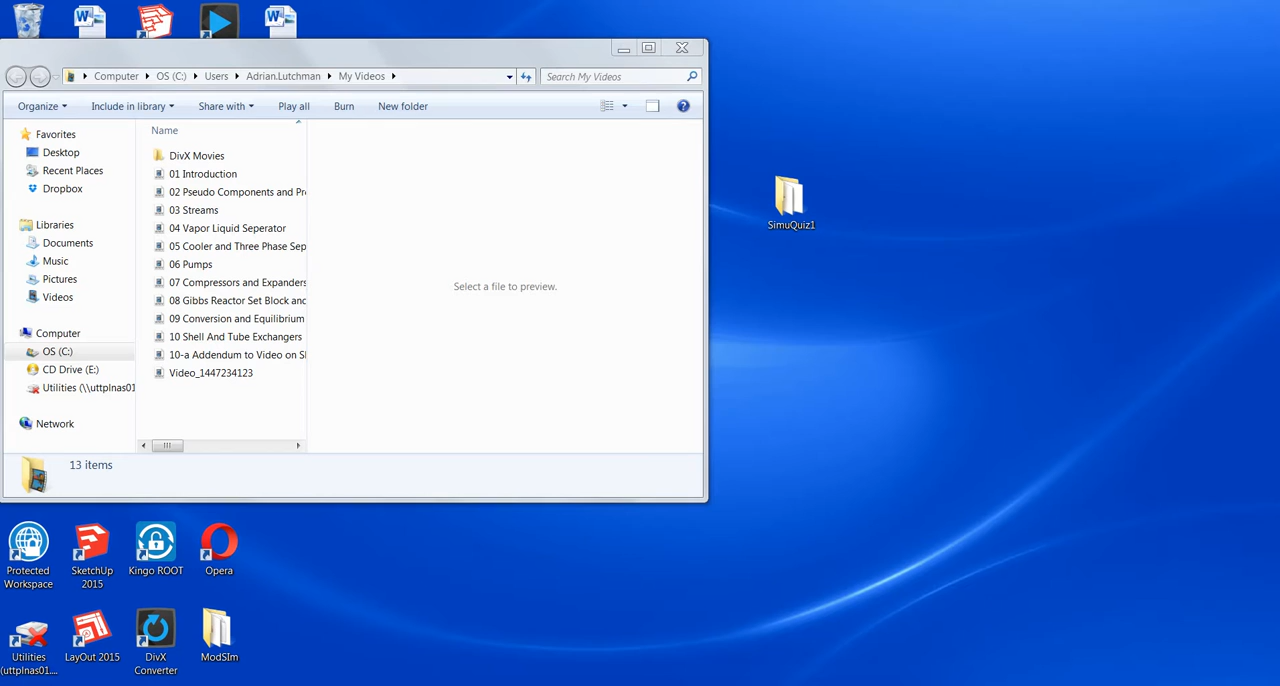 Computer OS (C:) Users Adrian.Lutchman My Videos
Search My Videos
Organize Include in library Share with Play all Burn New folder
Name
Favorites
Desktop
Recent Places
Dropbox
Libraries
Documents
Music
Pictures
Videos
Computer
OS (C:)
CD Drive (E:)
Utilities (\\uttplnas01
Network
DivX Movies
01 Introduction
02 Pseudo Components and Pr
03 Streams
04 Vapor Liquid Seperator
05 Cooler and Three Phase Sep
06 Pumps
07 Compressors and Expanders
08 Gibbs Reactor Set Block and
09 Conversion and Equilibrium
10 Shell And Tube Exchangers
10-a Addendum to Video on Sh
Video_1447234123
Select a file to preview.
13 items
SimuQuiz1
Protected
Workspace
SketchUp
2015
Kingo ROOT
Opera
Utilities
(uttplnas01....
LayOut 2015
DivX
Converter
ModSIm